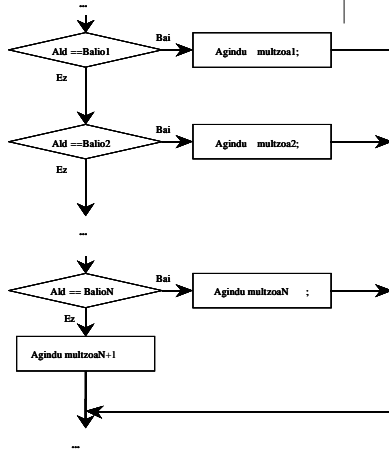 ...
Ald ==Balio1
Bai
Agindu multzoa1;
Ez
Ald ==Balio2
Bai
Agindu multzoa2;
Ez
...
Ald == BalioN
Bai
Agindu multzoaN ;
Ez
Agindu multzoaN+1
...